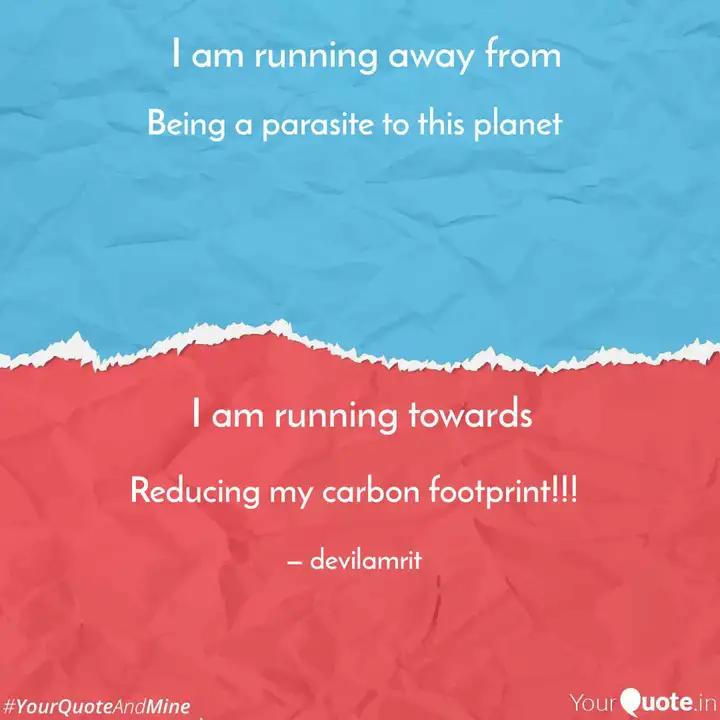 I am running away from
Being a parasite to this planet
I am running towards
Reducing my carbon footprint!!!
– devilamrit
#YourQuoteAndMine
YourQuote.in